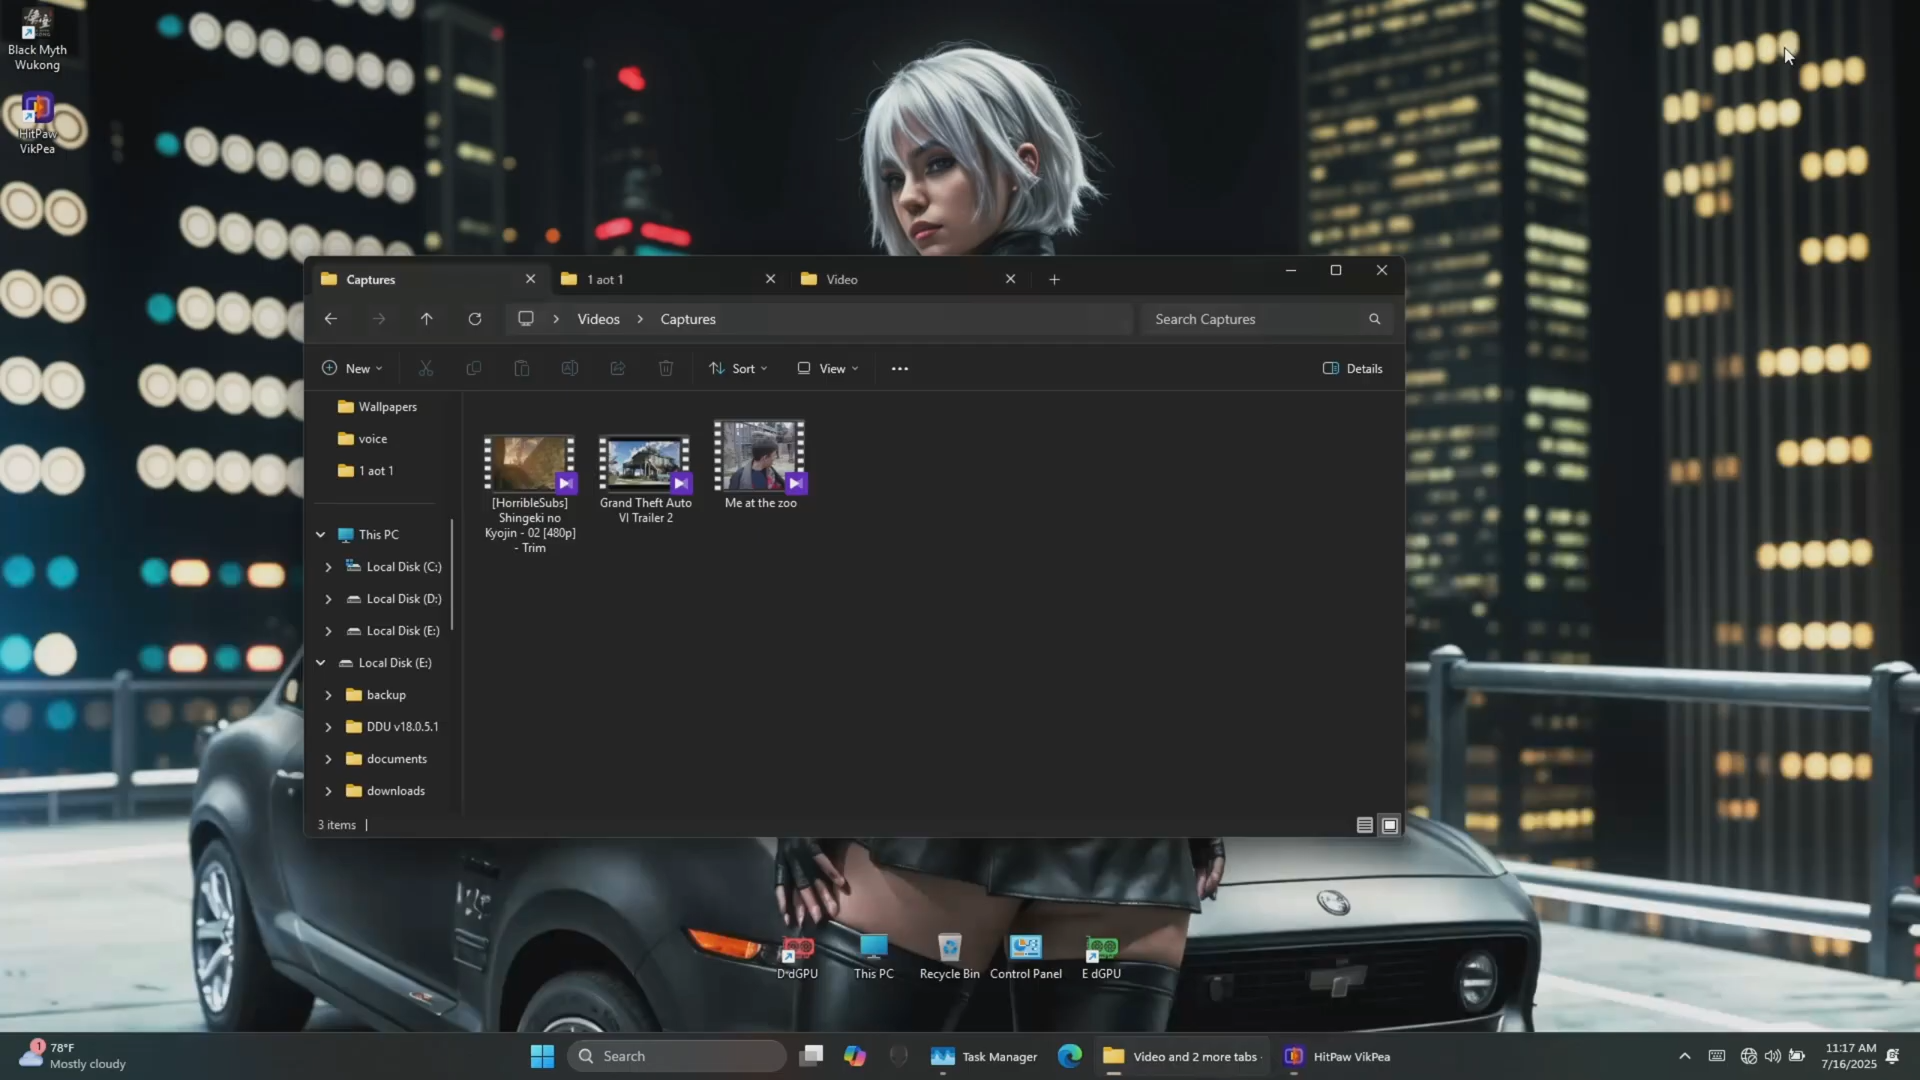 Black Myth
Wukong
HitPaw
VikPea
Captures
1 aot 1
Video
Videos
Captures
Search Captures
New
Sort
View
Details
Wallpapers
voice
1 aot 1
This PC
Local Disk (C:)
Local Disk (D:)
Local Disk (E:)
Local Disk (E:)
backup
DDU v18.0.5.1
documents
downloads
[HorribleSubs]
Shingeki no
Kyojin - 02 [480p]
- Trim
Grand Theft Auto
VI Trailer 2
Me at the zoo
3 items
D dGPU
This PC
Recycle Bin
Control Panel
E dGPU
1
78°F
Mostly cloudy
Search
Task Manager
Video and 2 more tabs
HitPaw VikPea
11:17 AM
7/16/2025